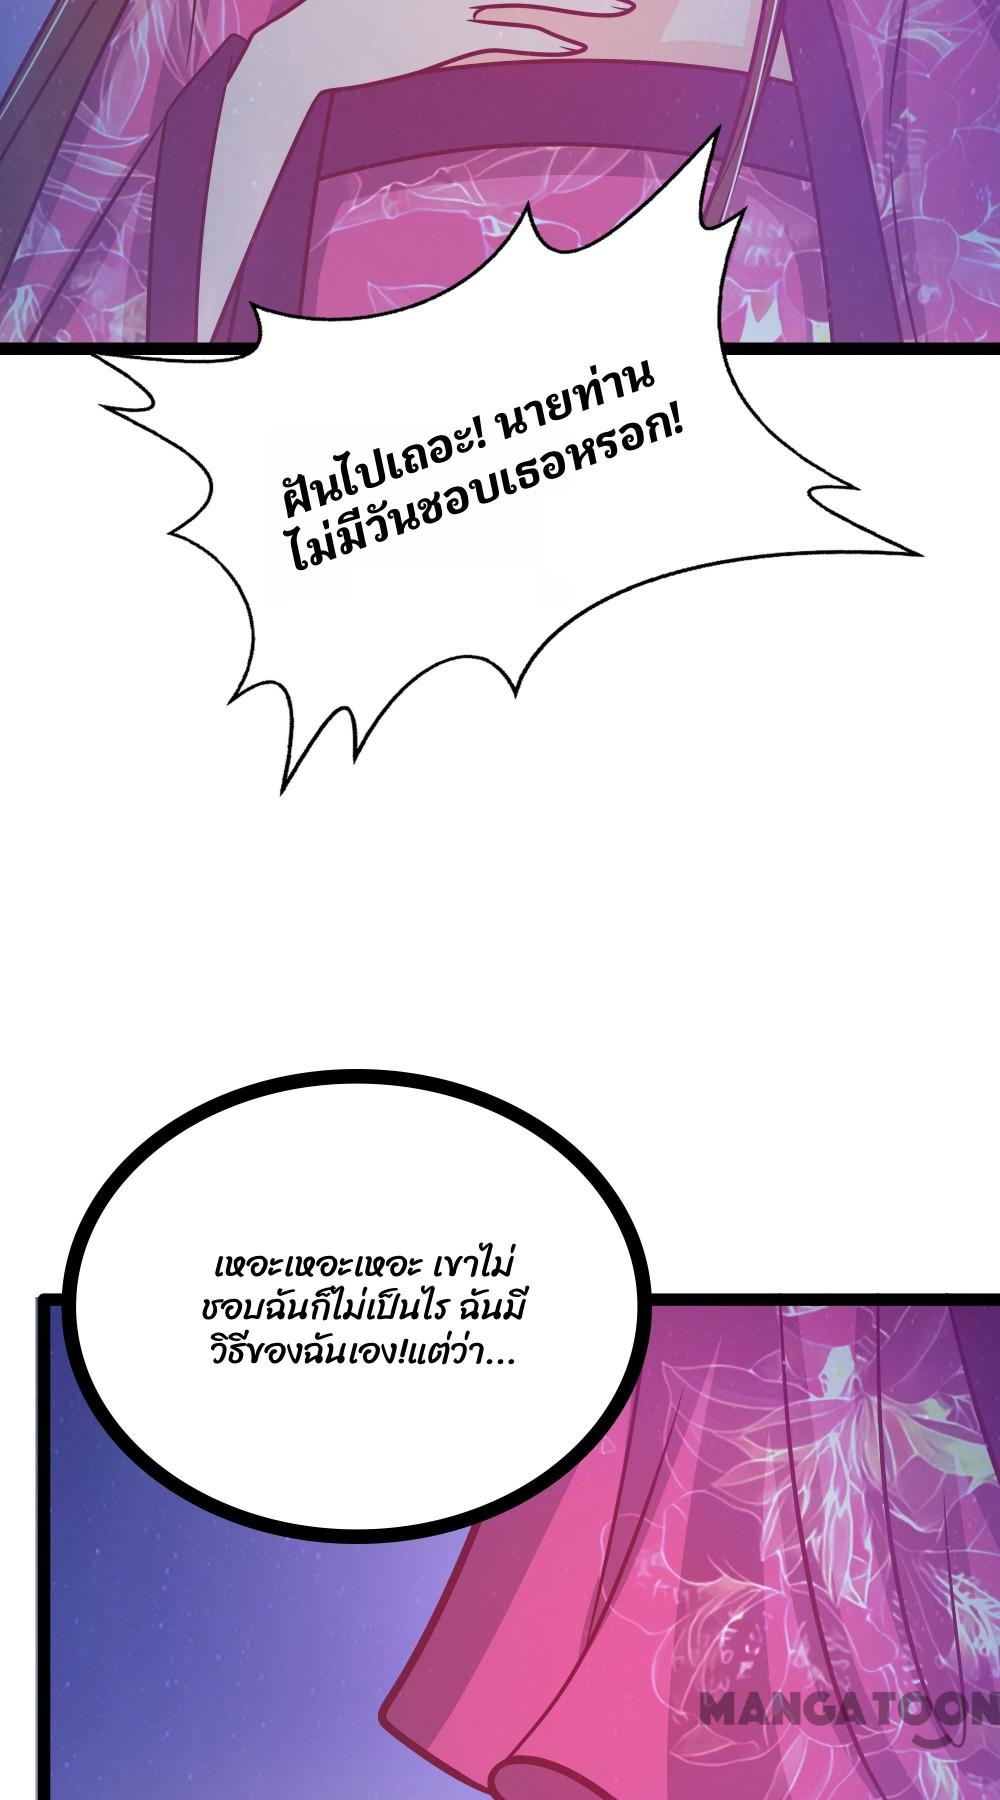 ฝันไปเถอะ! นายท่าน
ไม่มีวันชอบเธอหรอก!
เหอะเหอะเหอะ เขาไม่
ชอบฉันก็ไม่เป็นไร ฉันมี
วิธีของฉันเอง!แต่ว่า...
MANGATOON